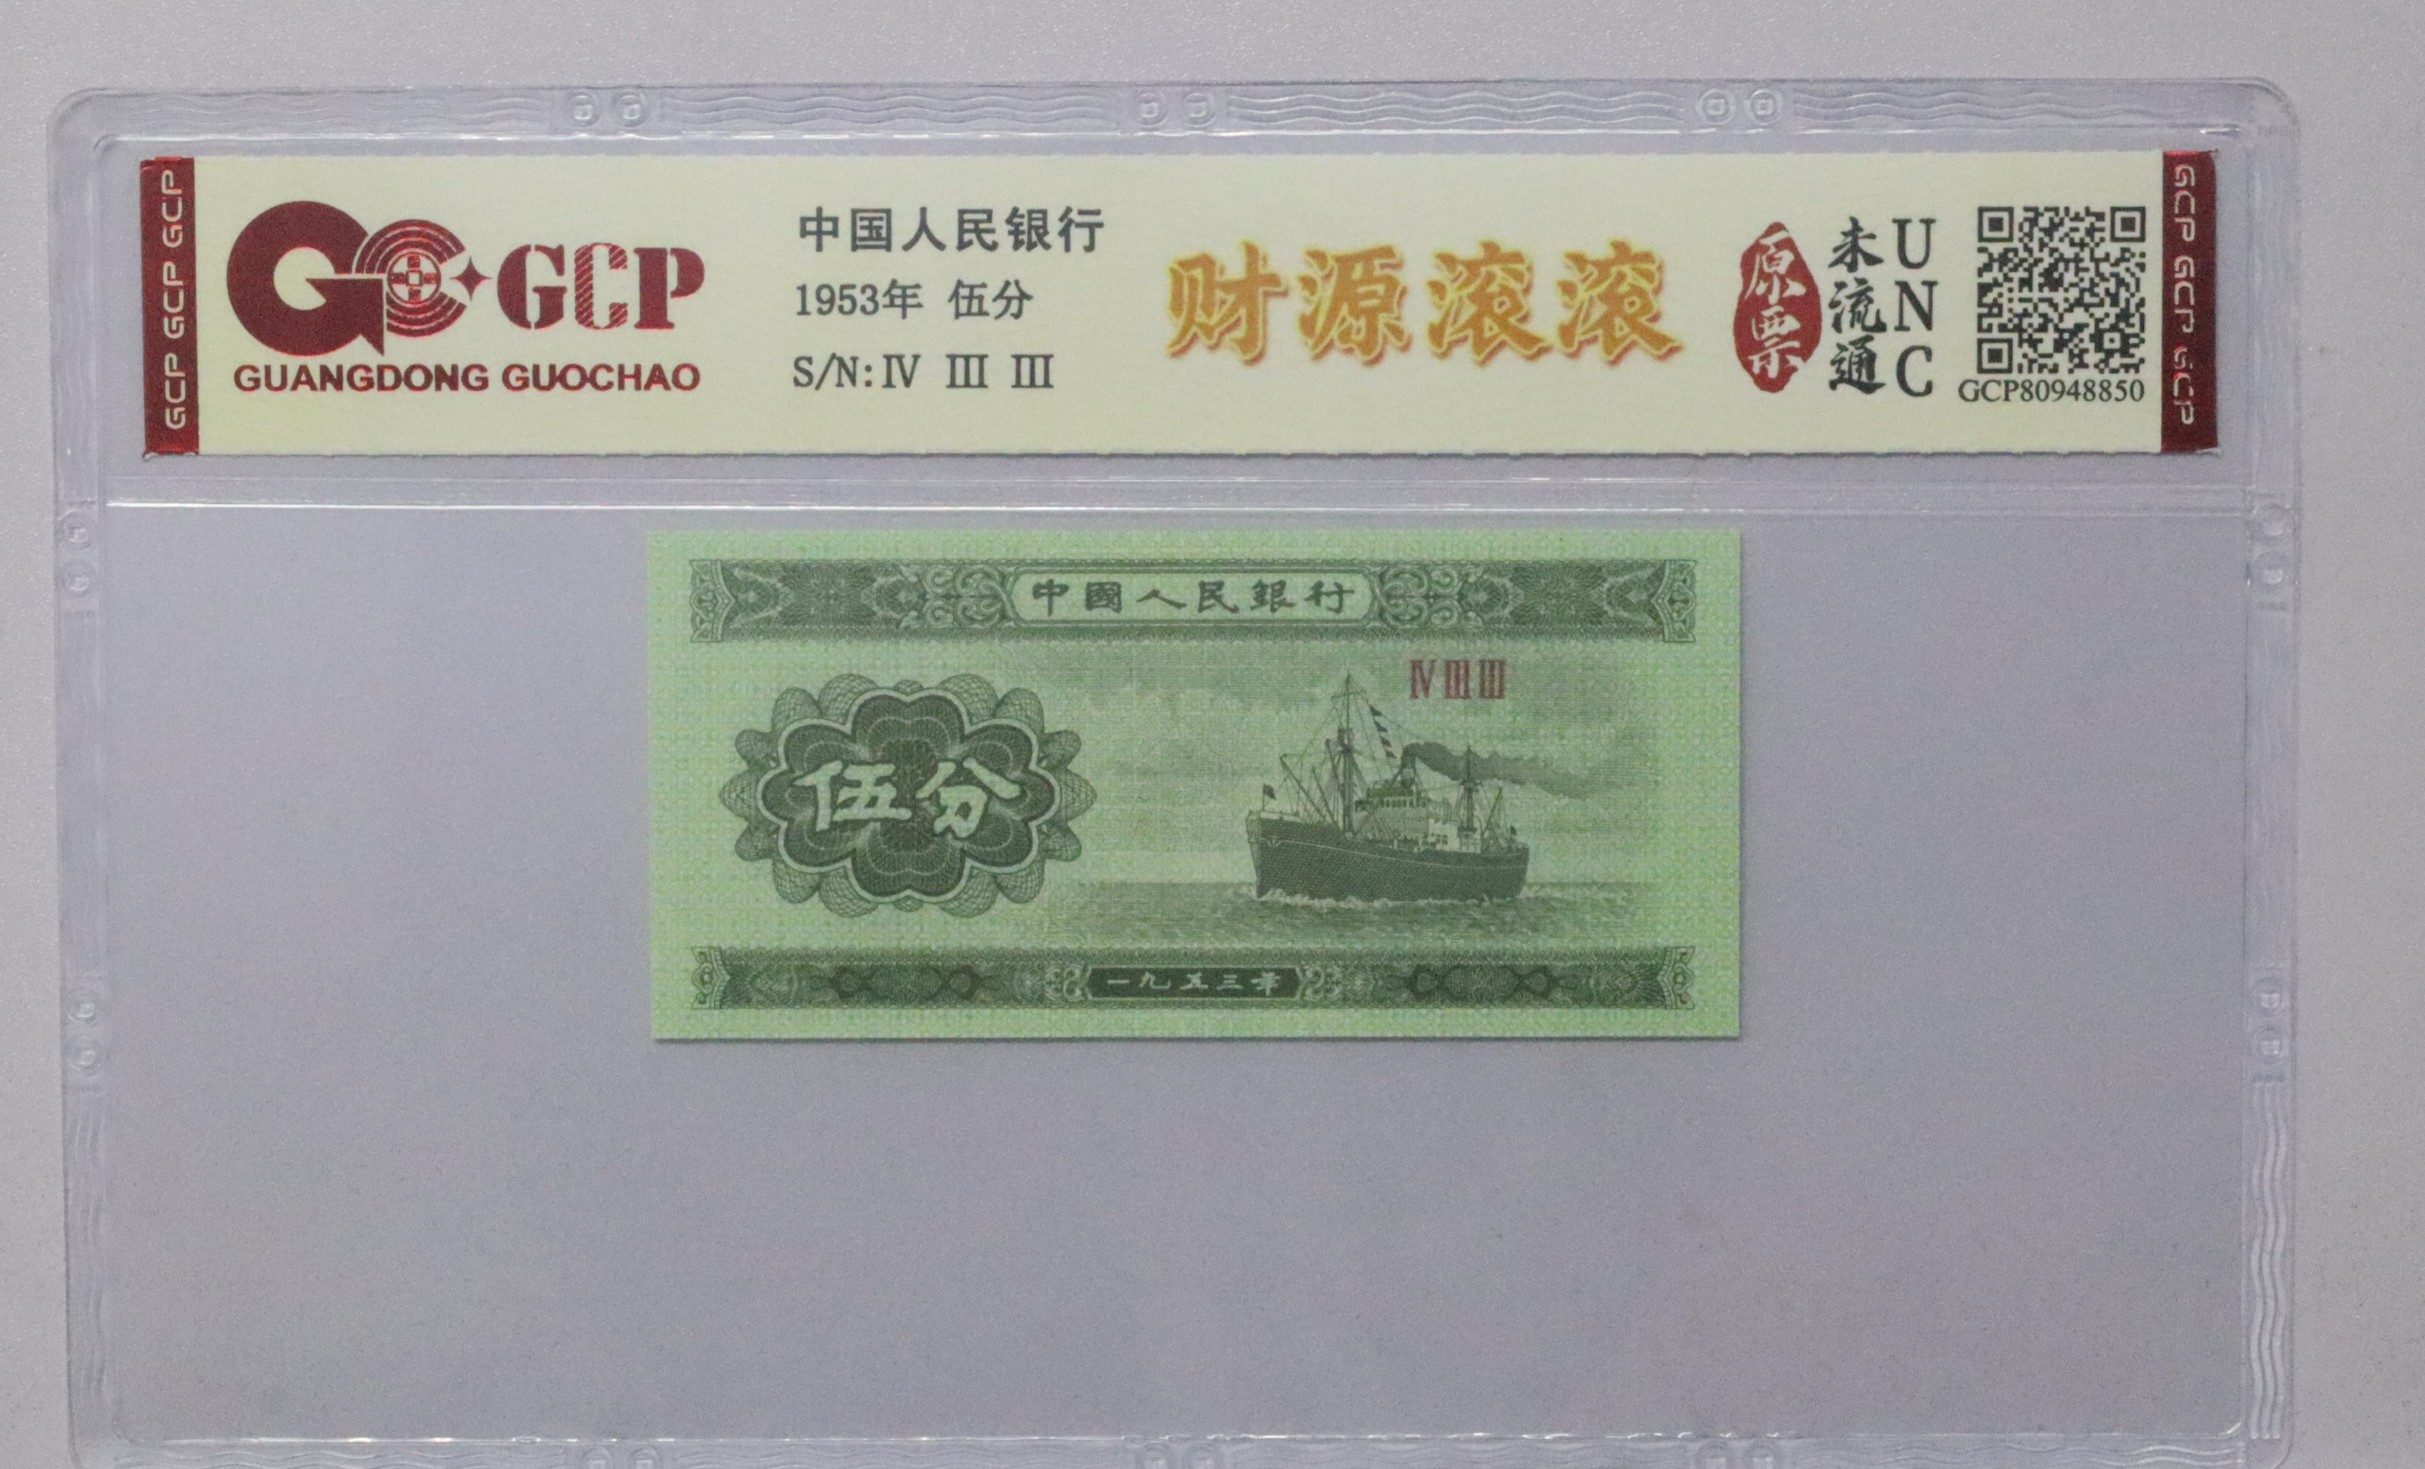 GCP GCP GCP
GCP
GUANGDONG GUOCHAO
中国人民银行
1953年 伍分
S/N:Ⅳ Ⅲ Ⅲ
财源滚滚
原票
未流通
UNC
GCP80948850
GCP GCP GCP
中國人民銀行
Ⅳ Ⅲ Ⅲ
伍分
一九五三年